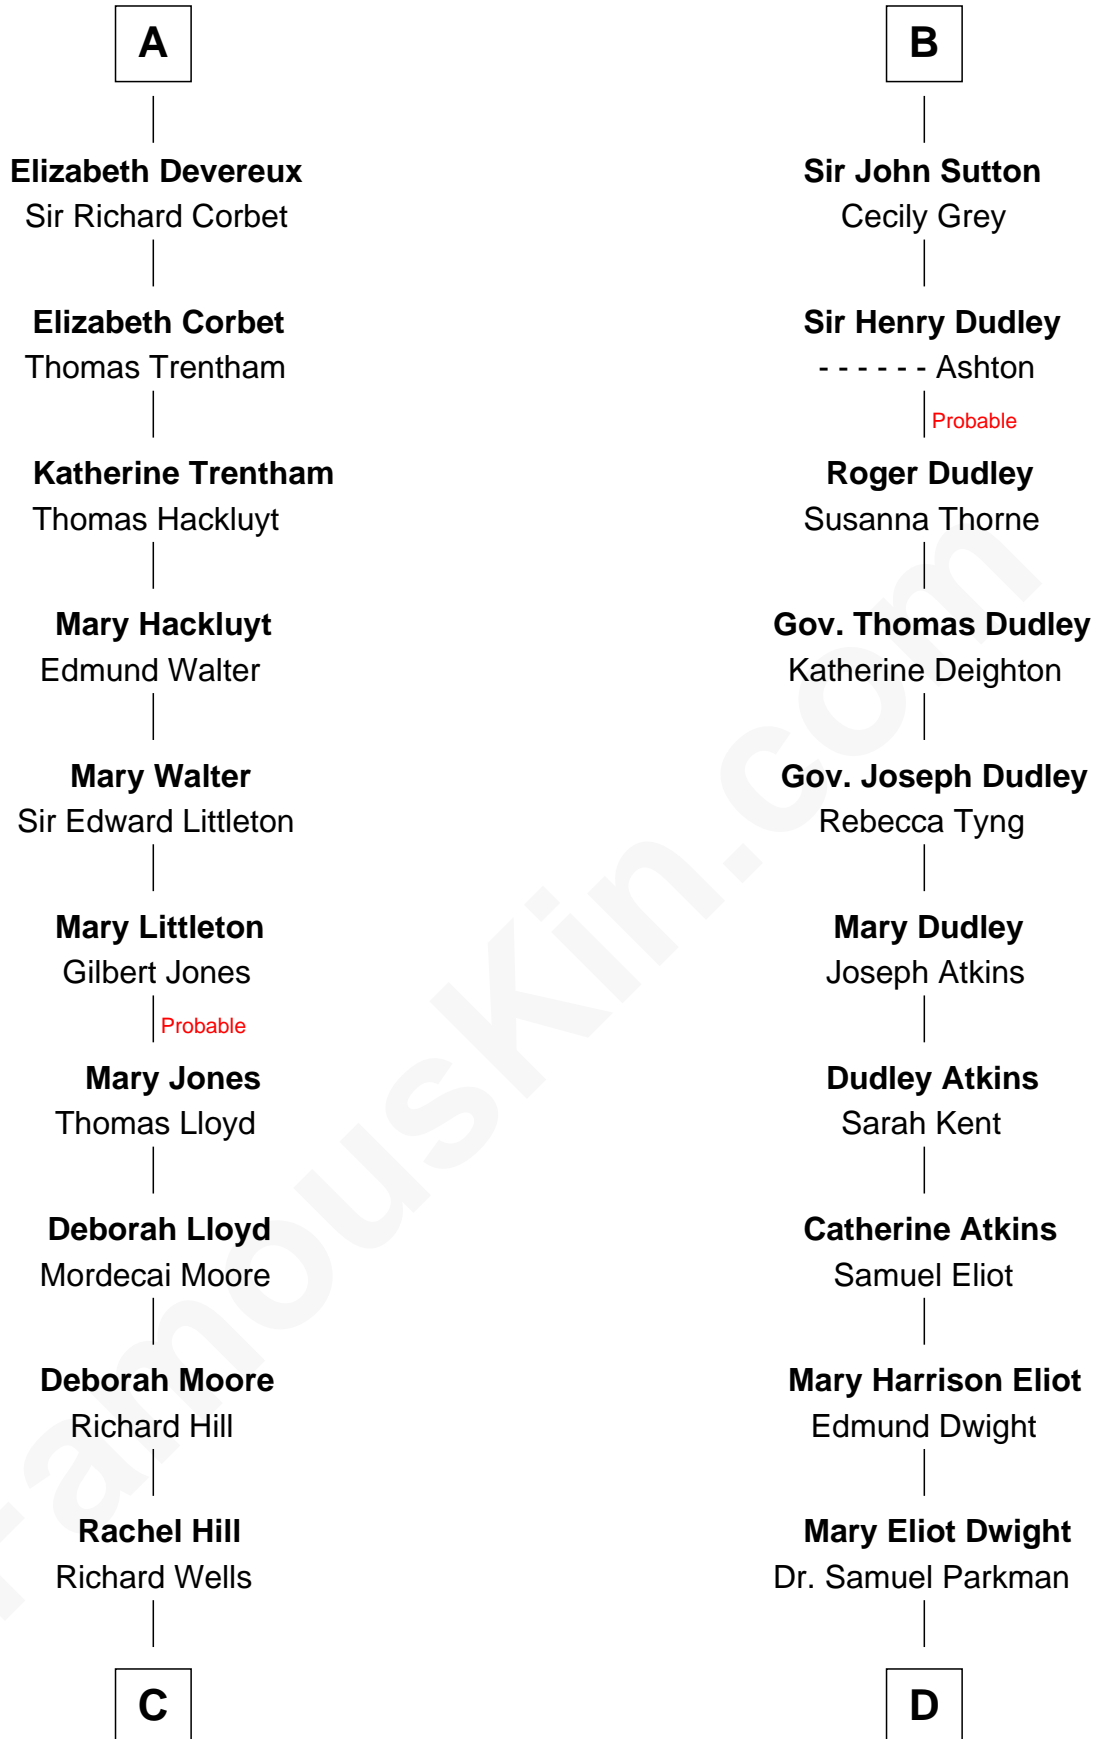 A
B
Elizabeth Devereux
Sir Richard Corbet
Sir John Sutton
Cecily Grey
Elizabeth Corbet
Thomas Trentham
Sir Henry Dudley
- - - - - - Ashton
Probable
Katherine Trentham
Thomas Hackluyt
Roger Dudley
Susanna Thorne
Mary Hackluyt
Edmund Walter
Gov. Thomas Dudley
Katherine Deighton
Mary Walter
Sir Edward Littleton
Gov. Joseph Dudley
Rebecca Tyng
Mary Littleton
Gilbert Jones
Probable
Mary Dudley
Joseph Atkins
Mary Jones
Thomas Lloyd
Dudley Atkins
Sarah Kent
Deborah Lloyd
Mordecai Moore
Catherine Atkins
Samuel Eliot
Deborah Moore
Richard Hill
Mary Harrison Eliot
Edmund Dwight
Rachel Hill
Richard Wells
Mary Eliot Dwight
Dr. Samuel Parkman
C
D
FamousKin.com